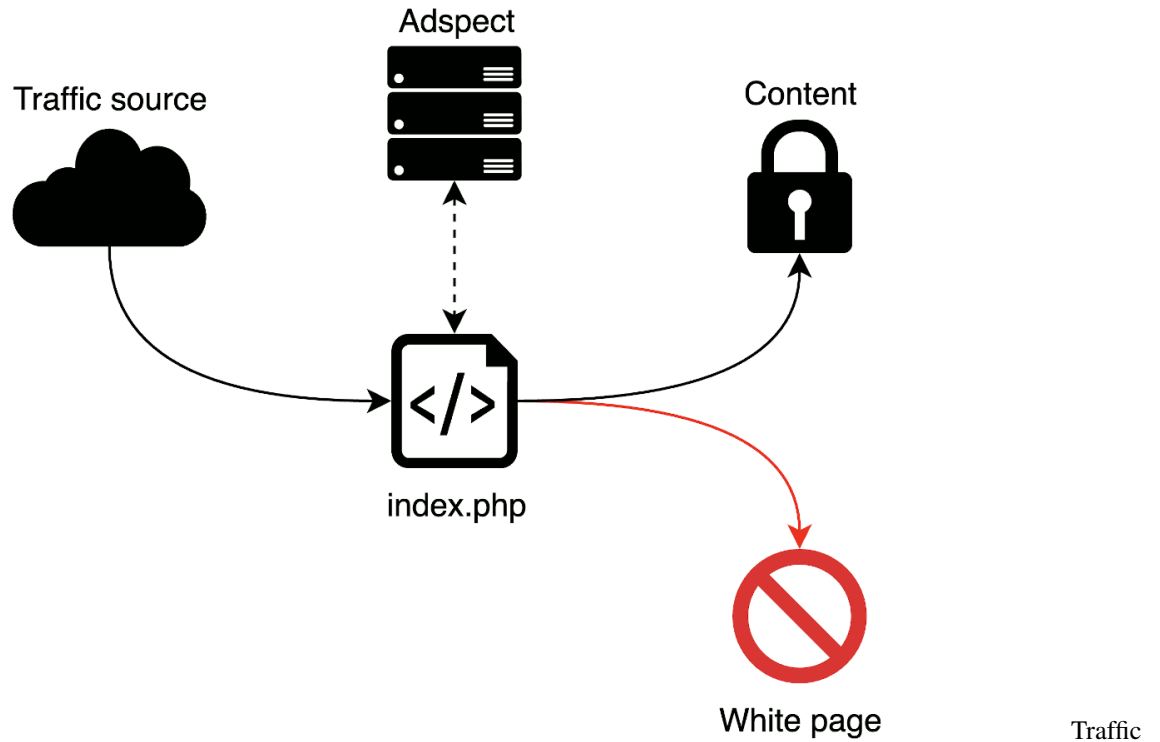 Adspect
Traffic source
Content
</>
index.php
White page
Traffic